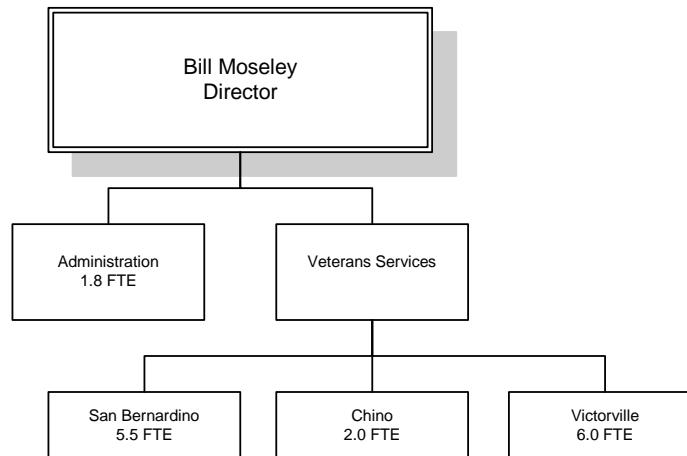 Bill Moseley
Director
Administration
1.8 FTE
Veterans Services
San Bernardino
5.5 FTE
Chino
2.0 FTE
Victorville
6.0 FTE